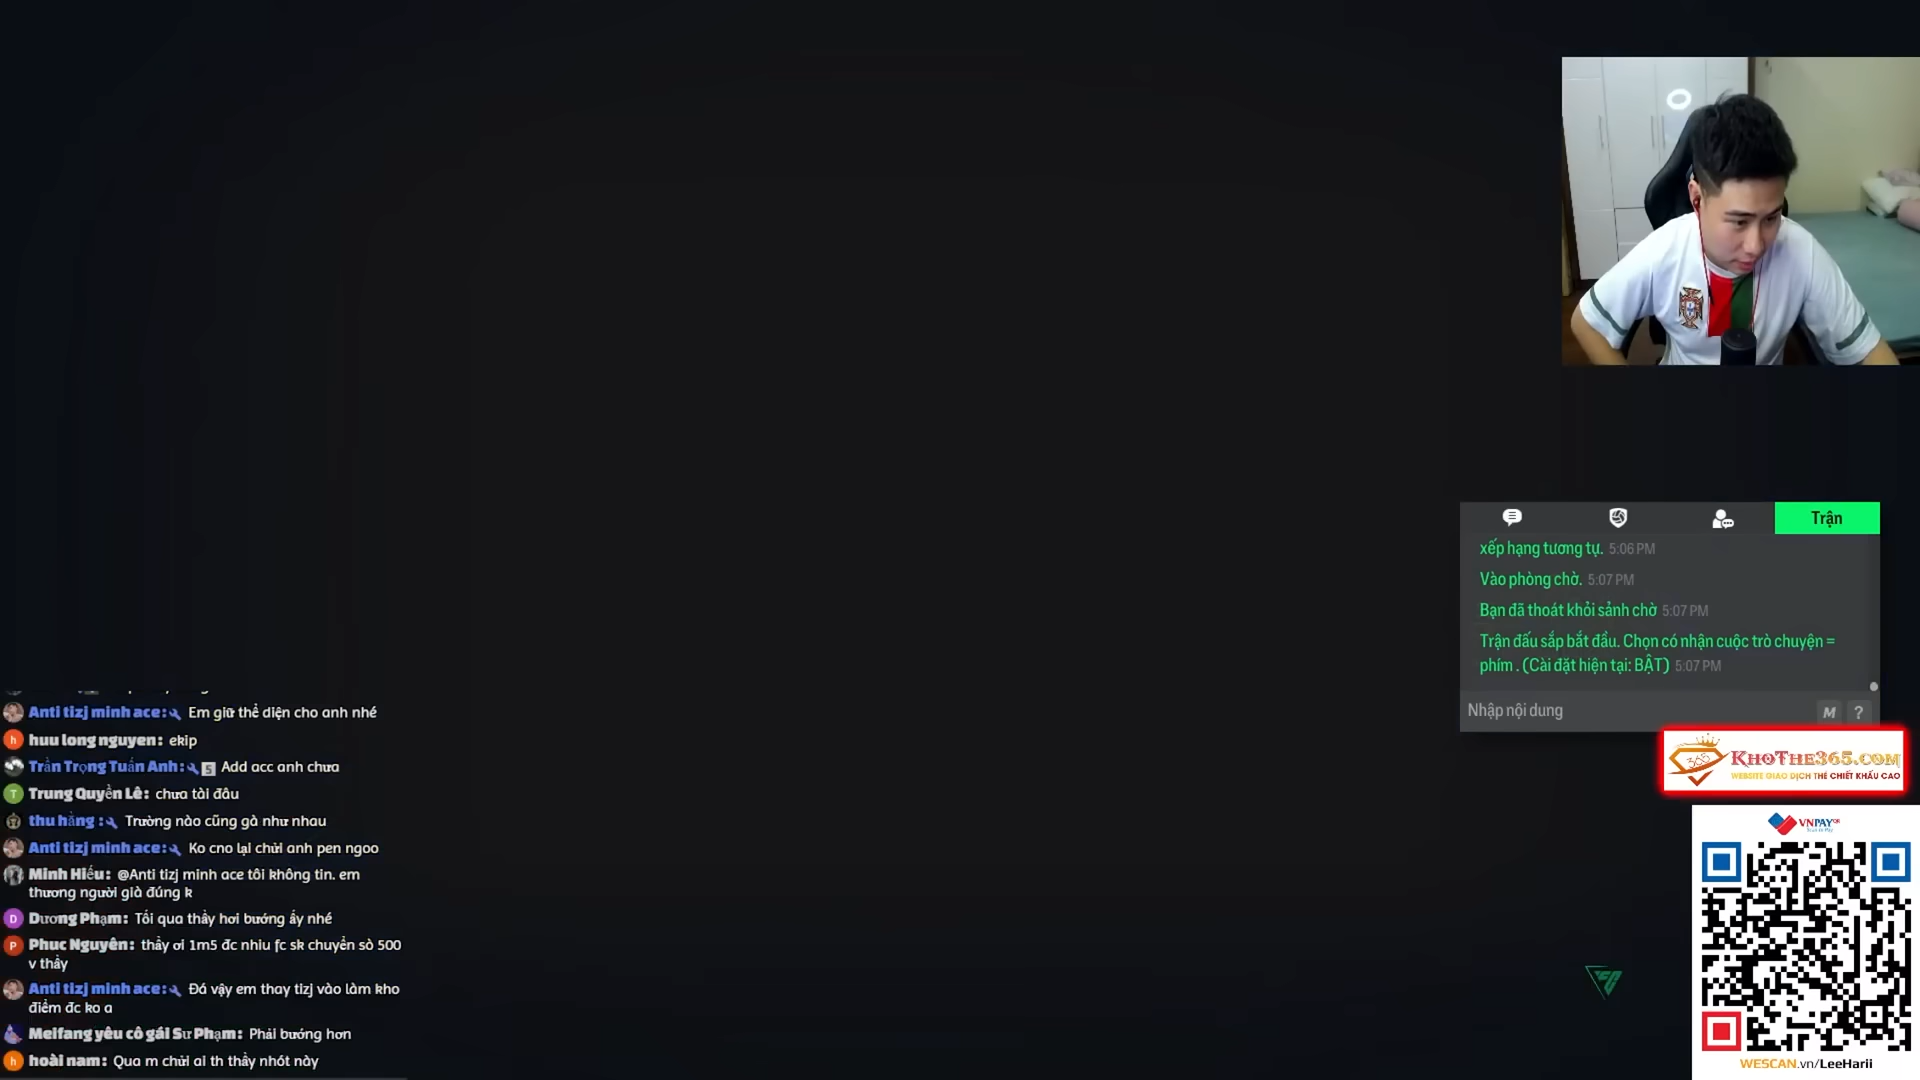 Trận
xếp hạng tương tự. 5:06 PM
Vào phòng chờ. 5:07 PM
Bạn đã thoát khỏi sảnh chờ 5:07 PM
Trận đấu sắp bắt đầu. Chọn có nhận cuộc trò chuyện =
phím . (Cài đặt hiện tại: BẬT) 5:07 PM
Nhập nội dung
M ?
365
KHOTHE365.COM
WEBSITE GIAO DỊCH THẺ CHIẾT KHẤU CAO
VNPAYQR
WESCAN.vn/LeeHarii
Anti tizj minh ace: Em giữ thể diện cho anh nhé
h huu long nguyen: ekip
Trần Trọng Tuấn Anh: 5 Add acc anh chưa
T Trung Quyền Lê: chưa tài đâu
thu hằng : Trường nào cũng gà như nhau
Anti tizj minh ace: Ko cno lại chửi anh pen ngoo
Minh Hiếu: @Anti tizj minh ace tôi không tin. em
thương người già đúng k
D Dương Phạm: Tối qua thầy hơi bướng ấy nhé
P Phuc Nguyên: thầy ơi 1m5 đc nhiu fc sk chuyển sò 500
v thầy
Anti tizj minh ace: Đá vậy em thay tizj vào làm kho
điểm đc ko a
Meifang yêu cô gái Sư Phạm: Phải bướng hơn
h hoài nam: Qua m chửi ai th thầy nhót này